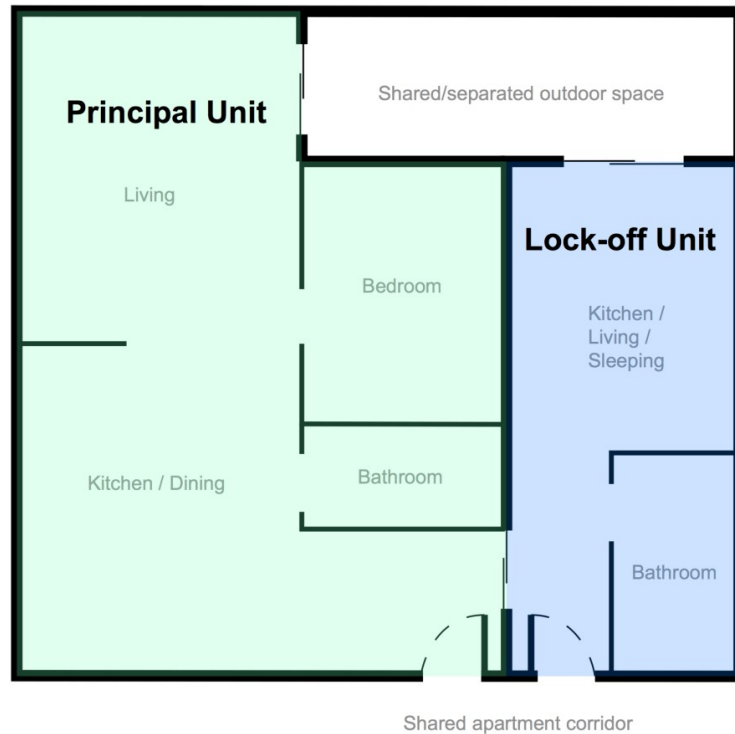 Shared/separated outdoor space
Principal Unit
Living
Lock-off Unit
Bedroom
Kitchen /
Living /
Sleeping
Kitchen / Dining
Bathroom
Bathroom
Shared apartment corridor